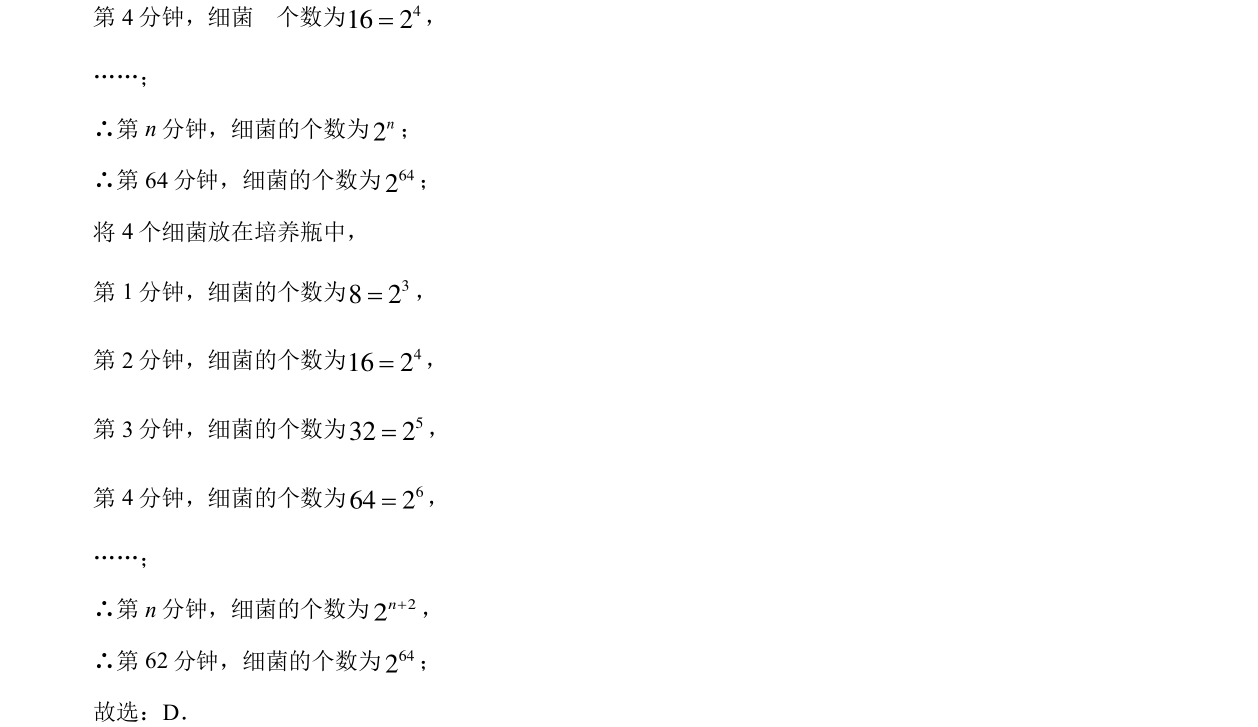 第 4 分钟，细菌　个数为16 = 2⁴，
……；
∴第 n 分钟，细菌的个数为 2ⁿ；
∴第 64 分钟，细菌的个数为 2⁶⁴；
将 4 个细菌放在培养瓶中，
第 1 分钟，细菌的个数为8 = 2³，
第 2 分钟，细菌的个数为16 = 2⁴，
第 3 分钟，细菌的个数为32 = 2⁵，
第 4 分钟，细菌的个数为64 = 2⁶，
……；
∴第 n 分钟，细菌的个数为 2ⁿ⁺²，
∴第 62 分钟，细菌的个数为 2⁶⁴；
故选：D．